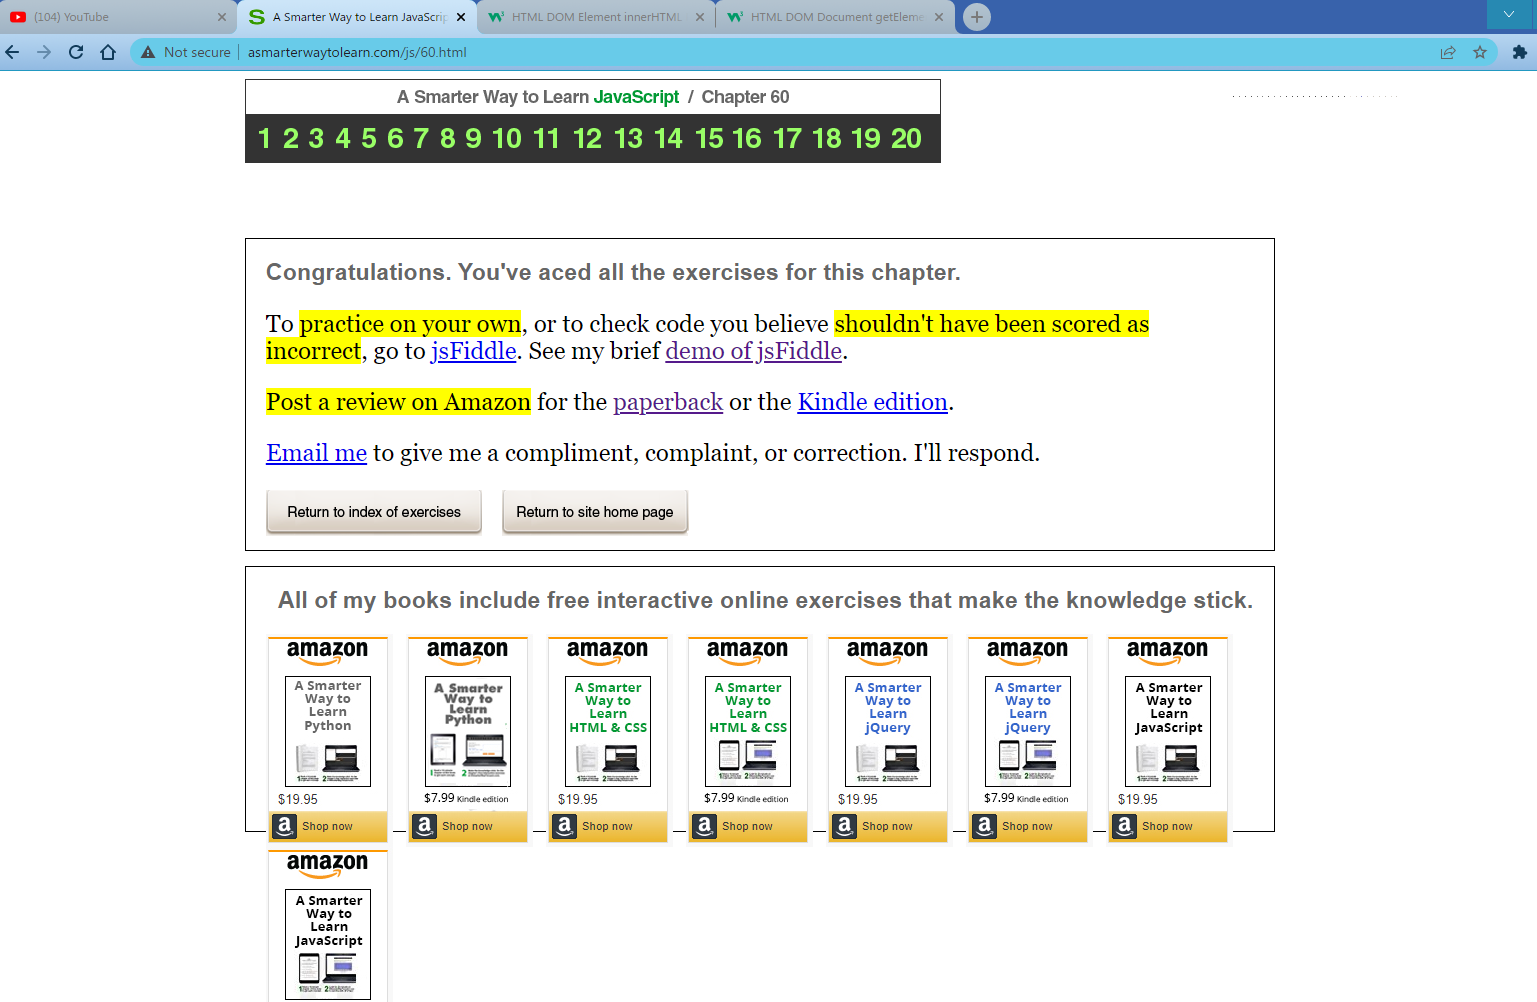 (104) YouTube
A Smarter Way to Learn JavaScrip
HTML DOM Element innerHTML
HTML DOM Document getEleme
Not secure
asmarterwaytolearn.com/js/60.html
A Smarter Way to Learn JavaScript / Chapter 60
1 2 3 4 5 6 7 8 9 10 11 12 13 14 15 16 17 18 19 20
Congratulations. You've aced all the exercises for this chapter.
To practice on your own, or to check code you believe shouldn't have been scored as
incorrect, go to jsFiddle. See my brief demo of jsFiddle.
Post a review on Amazon for the paperback or the Kindle edition.
Email me to give me a compliment, complaint, or correction. I'll respond.
Return to index of exercises
Return to site home page
All of my books include free interactive online exercises that make the knowledge stick.
amazon
A Smarter
Way to
Learn
Python
$19.95
Shop now
amazon
A Smarter
Way to
Learn
Python
$7.99 Kindle edition
Shop now
amazon
A Smarter
Way to
Learn
HTML & CSS
$19.95
Shop now
amazon
A Smarter
Way to
Learn
HTML & CSS
$7.99 Kindle edition
Shop now
amazon
A Smarter
Way to
Learn
jQuery
$19.95
Shop now
amazon
A Smarter
Way to
Learn
jQuery
$7.99 Kindle edition
Shop now
amazon
A Smarter
Way to
Learn
JavaScript
$19.95
Shop now
amazon
A Smarter
Way to
Learn
JavaScript